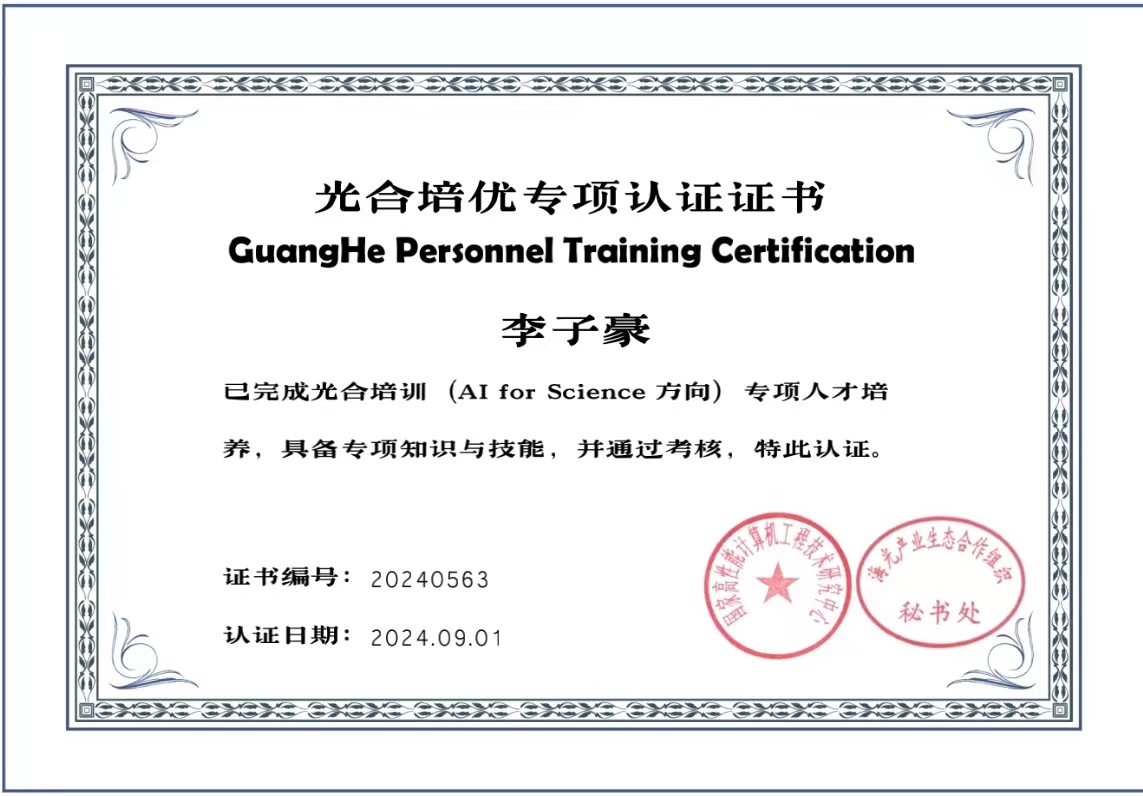 光合培优专项认证证书
GuangHe Personnel Training Certification
李子豪
已完成光合培训（AI for Science 方向）专项人才培
养，具备专项知识与技能，并通过考核，特此认证。
证书编号：20240563
认证日期：2024.09.01
国家高性能计算机工程技术研究中心
海光产业生态合作组织
秘书处